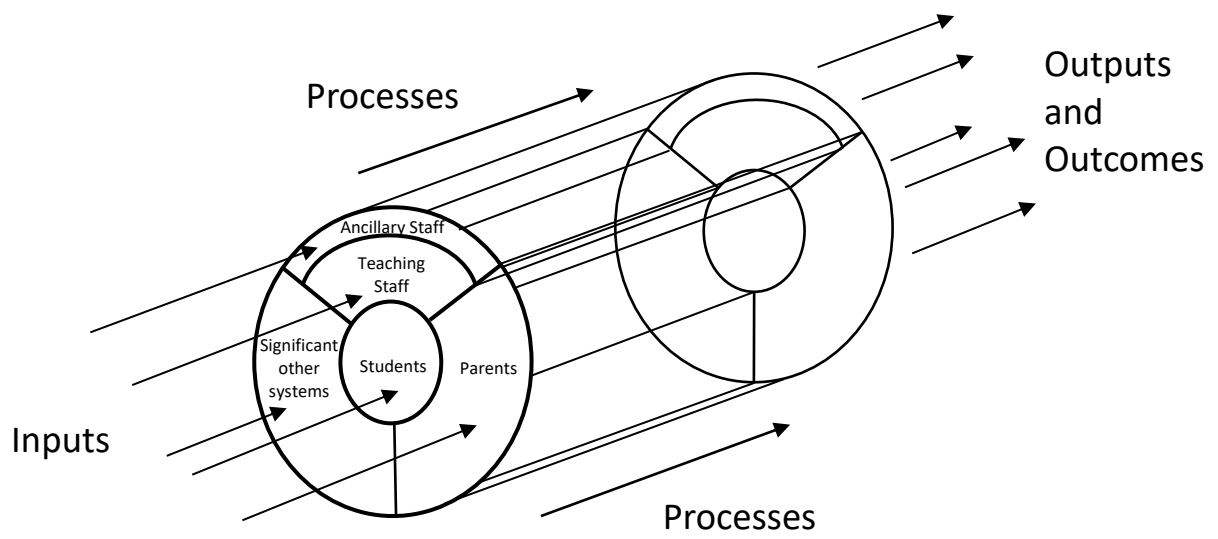 Processes
Outputs
and
Outcomes
Ancillary Staff
Teaching
Staff
Significant
other
systems
Students
Parents
Inputs
Processes